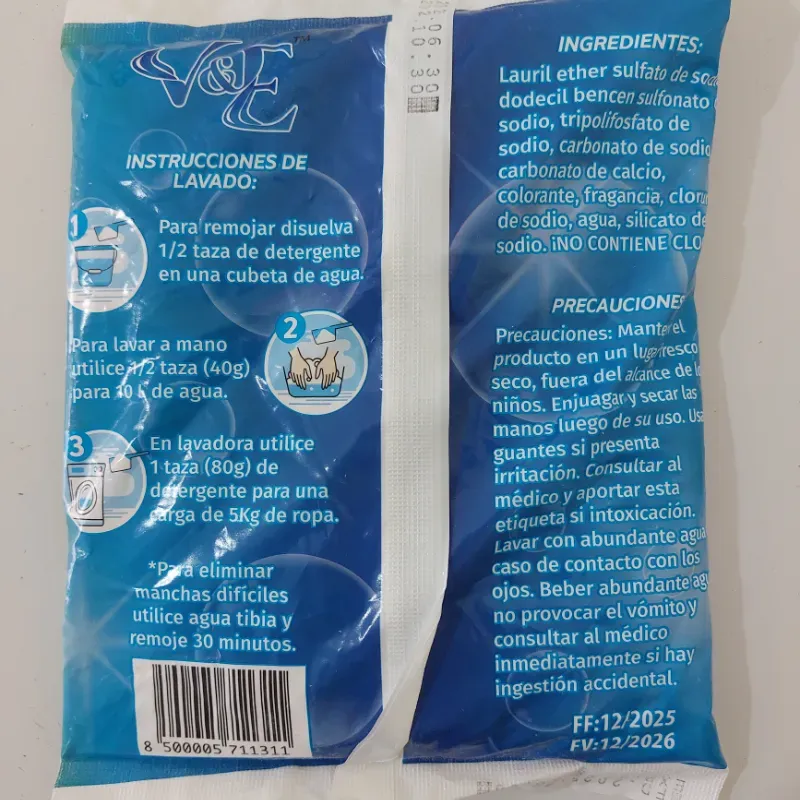 V&E™
INSTRUCCIONES DE
LAVADO:
1
Para remojar disuelva
1/2 taza de detergente
en una cubeta de agua.
Para lavar a mano
utilice 1/2 taza (40g)
para 10 L de agua.
2
3
En lavadora utilice
1 taza (80g) de
detergente para una
carga de 5Kg de ropa.
*Para eliminar
manchas difíciles
utilice agua tibia y
remoje 30 minutos.
8 500005 711311
INGREDIENTES:
Lauril ether sulfato de
dodecil bencen sulfonato
sodio, tripolifosfato de
sodio, carbonato de sodio
carbonato de calcio,
colorante, fragancia,
de sodio, agua, silicato de
sodio. ¡NO CONTIENE
PRECAUCIONES
Precauciones: Mantener el
producto en un lugar fresco
seco, fuera del alcance de
niños. Enjuagar y secar las
manos luego de su uso.
guantes si presenta
irritación. Consultar al
médico y aportar esta
etiqueta si intoxicación.
Lavar con abundante agua
caso de contacto con los
ojos. Beber abundante
no provocar el vómito y
consultar al médico
inmediatamente si hay
ingestión accidental.
FF:12/2025
FV:12/2026